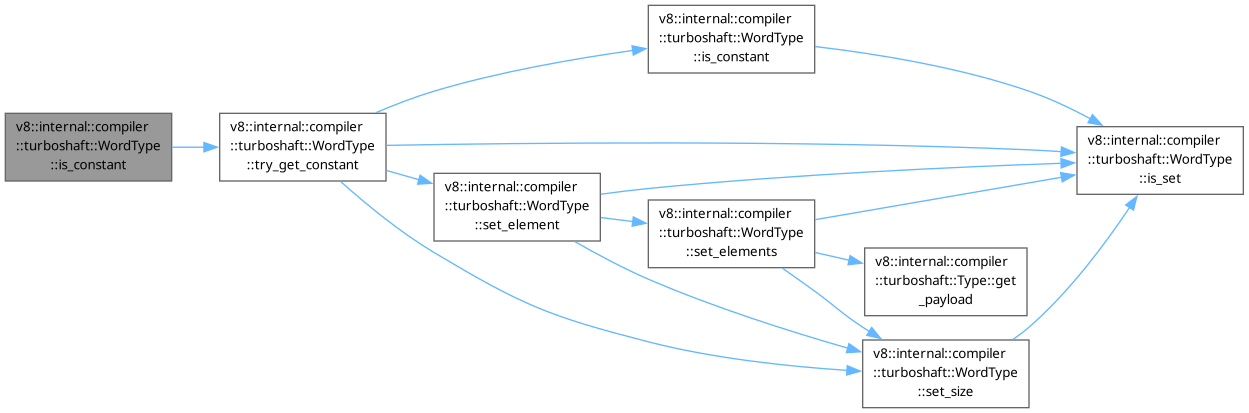 v8::internal::compiler
::turboshaft::WordType
::is_constant
v8::internal::compiler
::turboshaft::WordType
::try_get_constant
v8::internal::compiler
::turboshaft::WordType
::is_constant
v8::internal::compiler
::turboshaft::WordType
::set_element
v8::internal::compiler
::turboshaft::WordType
::set_elements
v8::internal::compiler
::turboshaft::Type::get
_payload
v8::internal::compiler
::turboshaft::WordType
::set_size
v8::internal::compiler
::turboshaft::WordType
::is_set